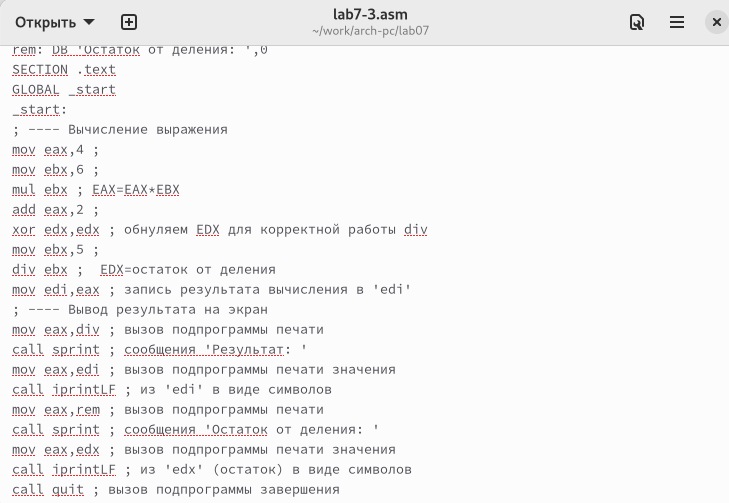 Открыть
lab7-3.asm
~/work/arch-pc/lab07
rem: DB 'Остаток от деления: ',0
SECTION .text
GLOBAL _start
_start:
; ---- Вычисление выражения
mov eax,4 ;
mov ebx,6 ;
mul ebx ; EAX=EAX*EBX
add eax,2 ;
xor edx,edx ; обнуляем EDX для корректной работы div
mov ebx,5 ;
div ebx ;  EDX=остаток от деления
mov edi,eax ; запись результата вычисления в 'edi'
; ---- Вывод результата на экран
mov eax,div ; вызов подпрограммы печати
call sprint ; сообщения 'Результат: '
mov eax,edi ; вызов подпрограммы печати значения
call iprintLF ; из 'edi' в виде символов
mov eax,rem ; вызов подпрограммы печати
call sprint ; сообщения 'Остаток от деления: '
mov eax,edx ; вызов подпрограммы печати значения
call iprintLF ; из 'edx' (остаток) в виде символов
call quit ; вызов подпрограммы завершения